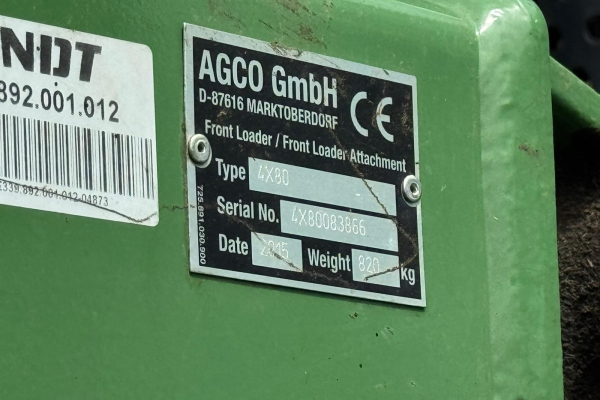 NDT
892.001.012
339.892.001.012-04873
AGCO GmbH
D-87616 MARKTOBERDORF
CE
Front Loader / Front Loader Attachment
Type 4X80
Serial No. 4X80083866
Date 2015 Weight 820 kg
725.891.030.900